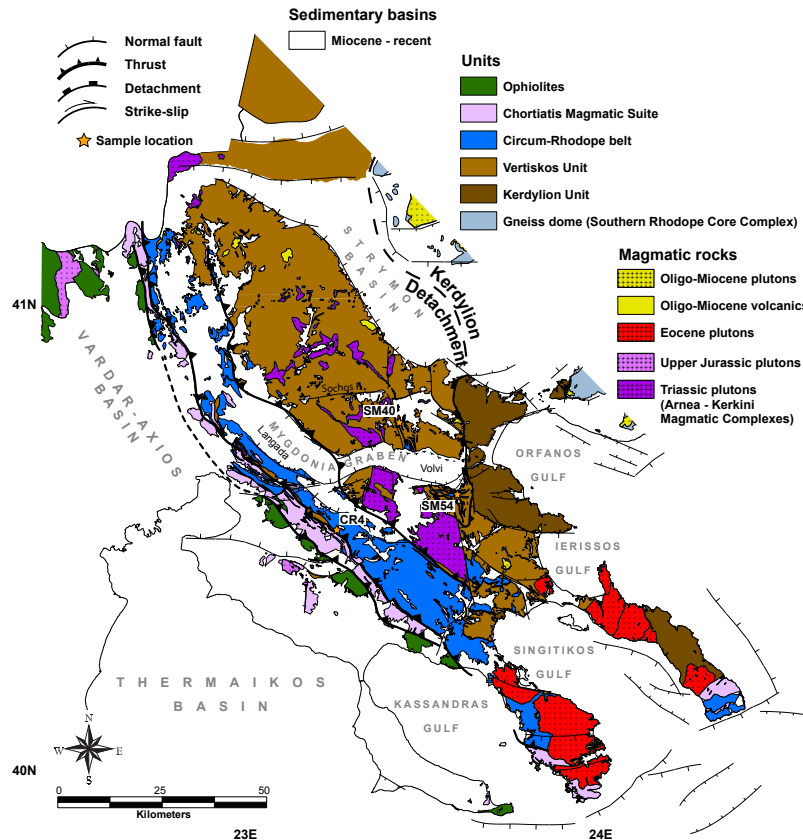 Sedimentary basins
Miocene - recent
Normal fault
Thrust
Detachment
Strike-slip
Sample location
Units
Ophiolites
Chortiatis Magmatic Suite
Circum-Rhodope belt
Vertiskos Unit
Kerdylion Unit
Gneiss dome (Southern Rhodope Core Complex)
Magmatic rocks
Oligo-Miocene plutons
Oligo-Miocene volcanics
Eocene plutons
Upper Jurassic plutons
Triassic plutons
(Arnea - Kerkini
Magmatic Complexes)
STRYMON
BASIN
Kerdylion
Detachment
41N
VARDAR-AXIOS
BASIN
Sochos
SM40
MYGDONIA GRABEN
Langada
Volvi
ORFANOS
GULF
SM54
CR4
IERISSOS
GULF
SINGITIKOS
GULF
THERMAIKOS
BASIN
KASSANDRAS
GULF
N
W
E
S
40N
0
25
50
Kilometers
23E
24E